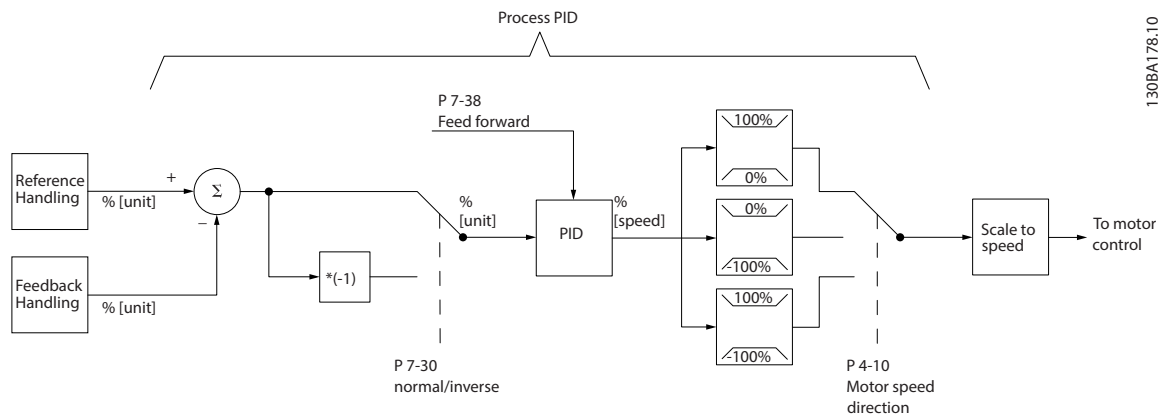 Process PID
130BA178.10
P 7-38
Feed forward
Reference
Handling
% [unit]
+
Σ
−
Feedback
Handling
% [unit]
*(-1)
%
[unit]
P 7-30
normal/inverse
PID
%
[speed]
100%
0%
0%
-100%
100%
-100%
P 4-10
Motor speed
direction
Scale to
speed
To motor
control